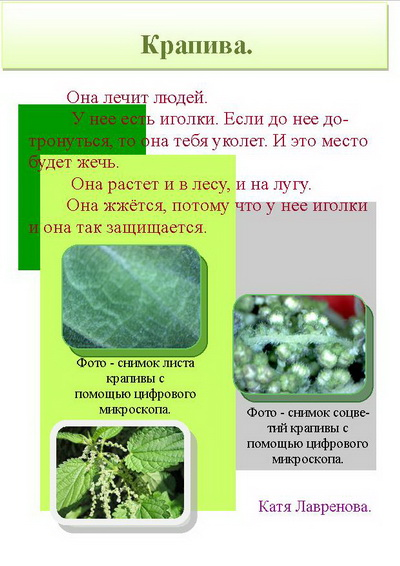 Крапива.
Она лечит людей.
У нее есть иголки. Если до нее до-
тронуться, то она тебя уколет. И это место
будет жечь.
Она растет и в лесу, и на лугу.
Она жжётся, потому что у нее иголки
и она так защищается.
Фото - снимок листа
крапивы с
помощью цифрового
микроскопа.
Фото - снимок соцве-
тий крапивы с
помощью цифрового
микроскопа.
Катя Лавренова.